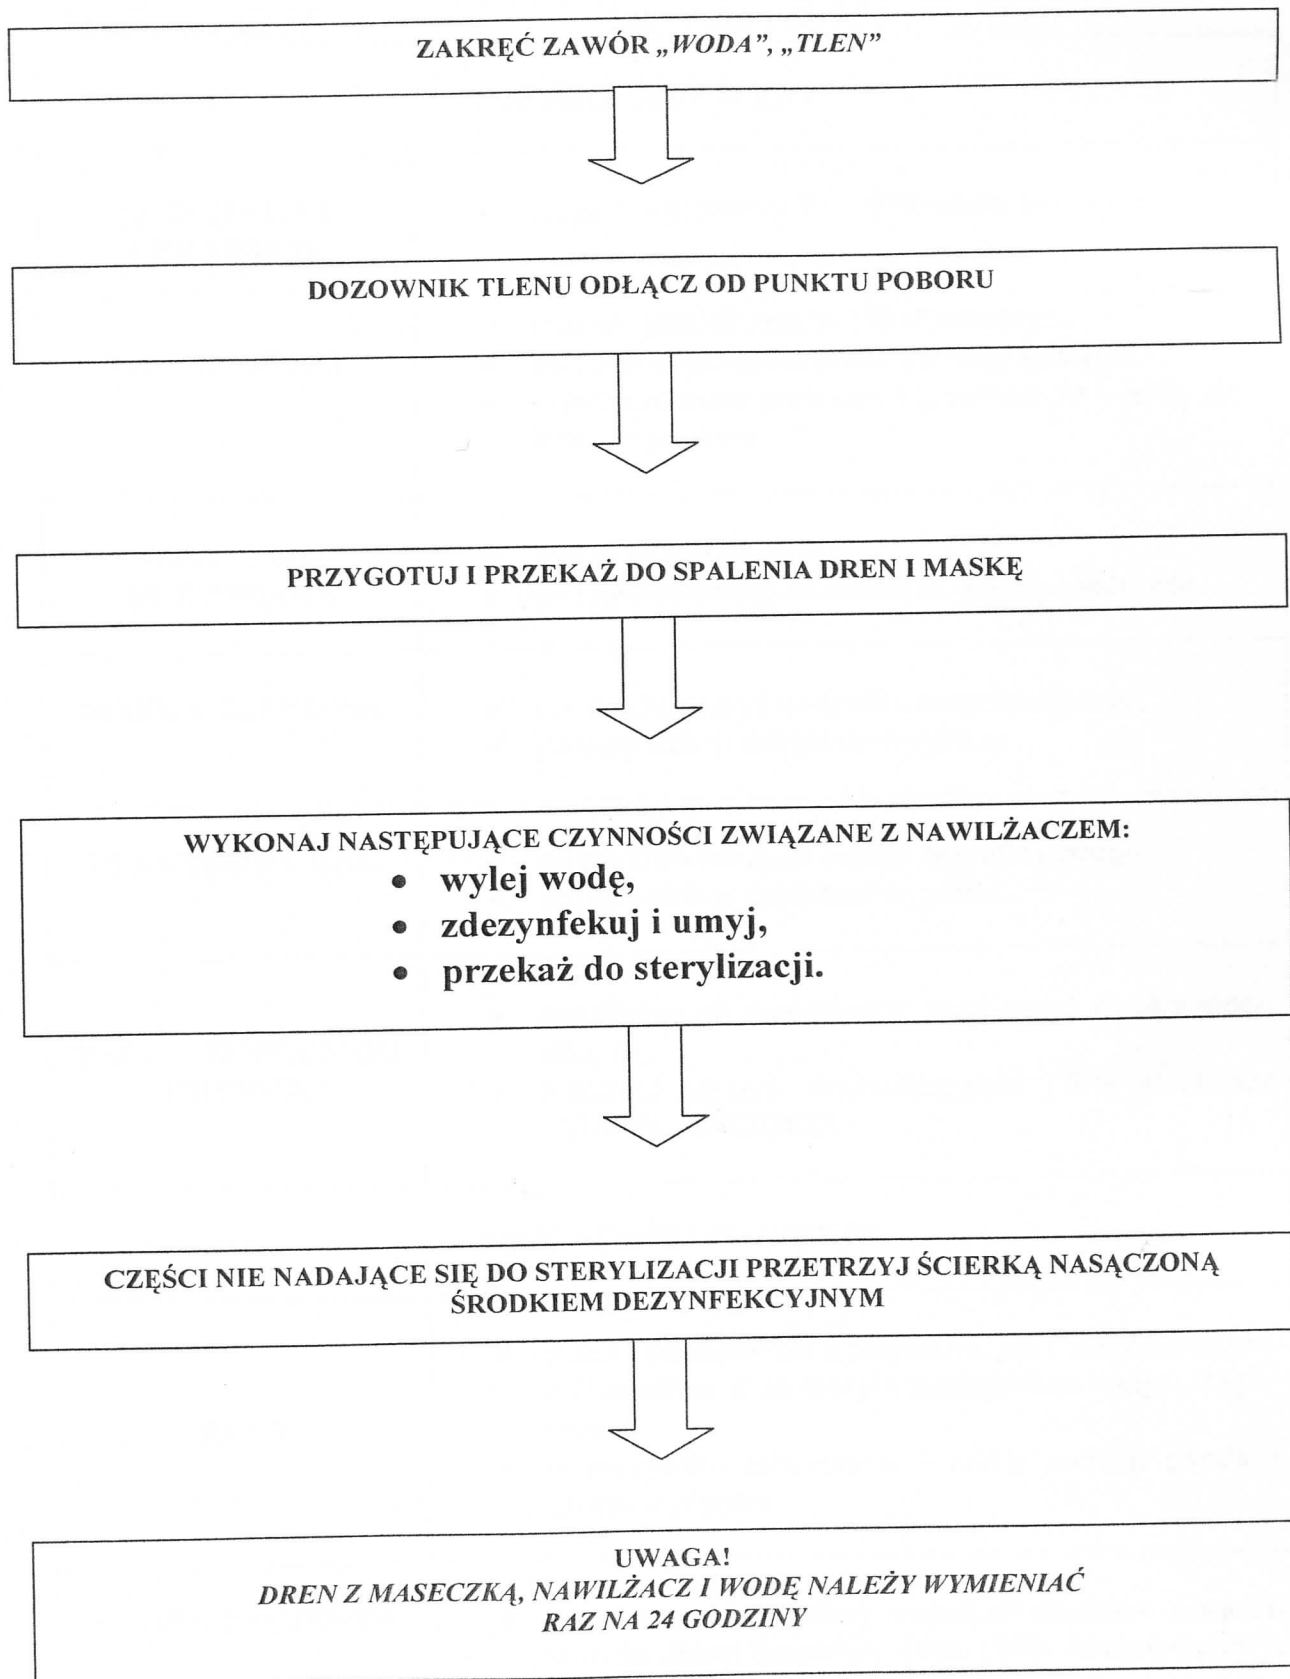 ZAKRĘĆ ZAWÓR „WODA”, „TLEN”
DOZOWNIK TLENU ODŁĄCZ OD PUNKTU POBORU
PRZYGOTUJ I PRZEKAŻ DO SPALENIA DREN I MASKĘ
WYKONAJ NASTĘPUJĄCE CZYNNOŚCI ZWIĄZANE Z NAWILŻACZEM:
• wylej wodę,
• zdezynfekuj i umyj,
• przekaż do sterylizacji.
CZĘŚCI NIE NADAJĄCE SIĘ DO STERYLIZACJI PRZETRZYJ ŚCIERKĄ NASĄCZONĄ
ŚRODKIEM DEZYNFEKCYJNYM
UWAGA!
DREN Z MASECZKĄ, NAWILŻACZ I WODĘ NALEŻY WYMIENIAĆ
RAZ NA 24 GODZINY